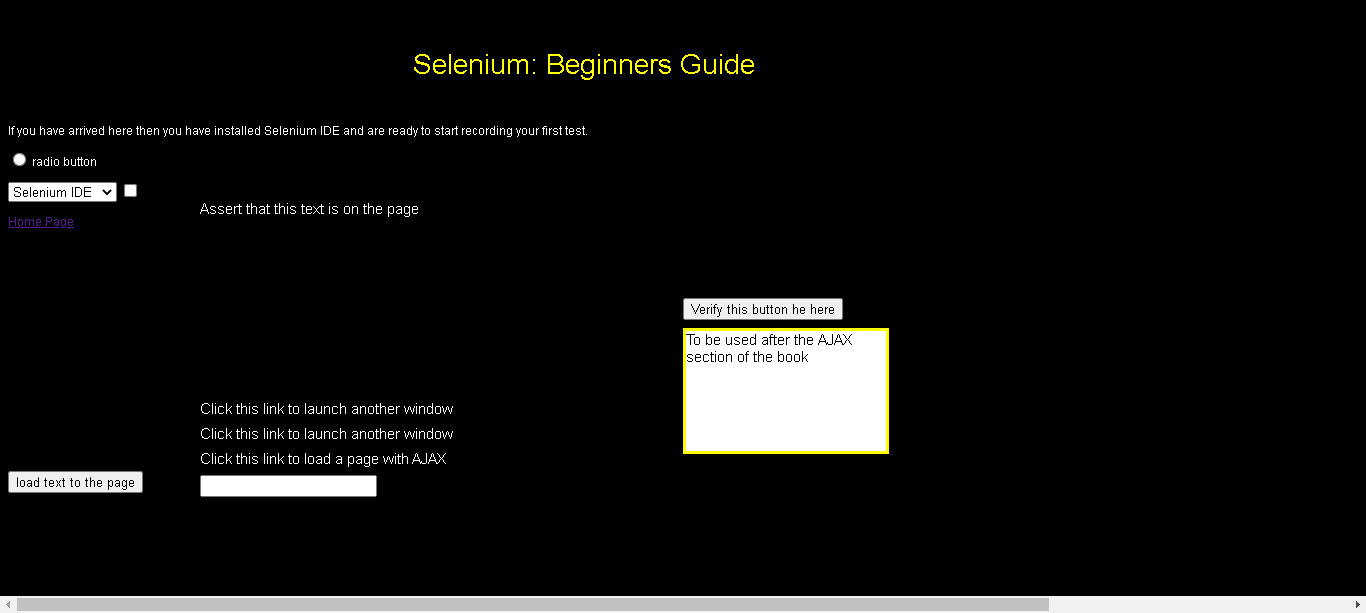 Selenium: Beginners Guide
If you have arrived here then you have installed Selenium IDE and are ready to start recording your first test.
radio button
Selenium IDE
Assert that this text is on the page
Home Page
Verify this button he here
To be used after the AJAX
section of the book
Click this link to launch another window
Click this link to launch another window
Click this link to load a page with AJAX
load text to the page